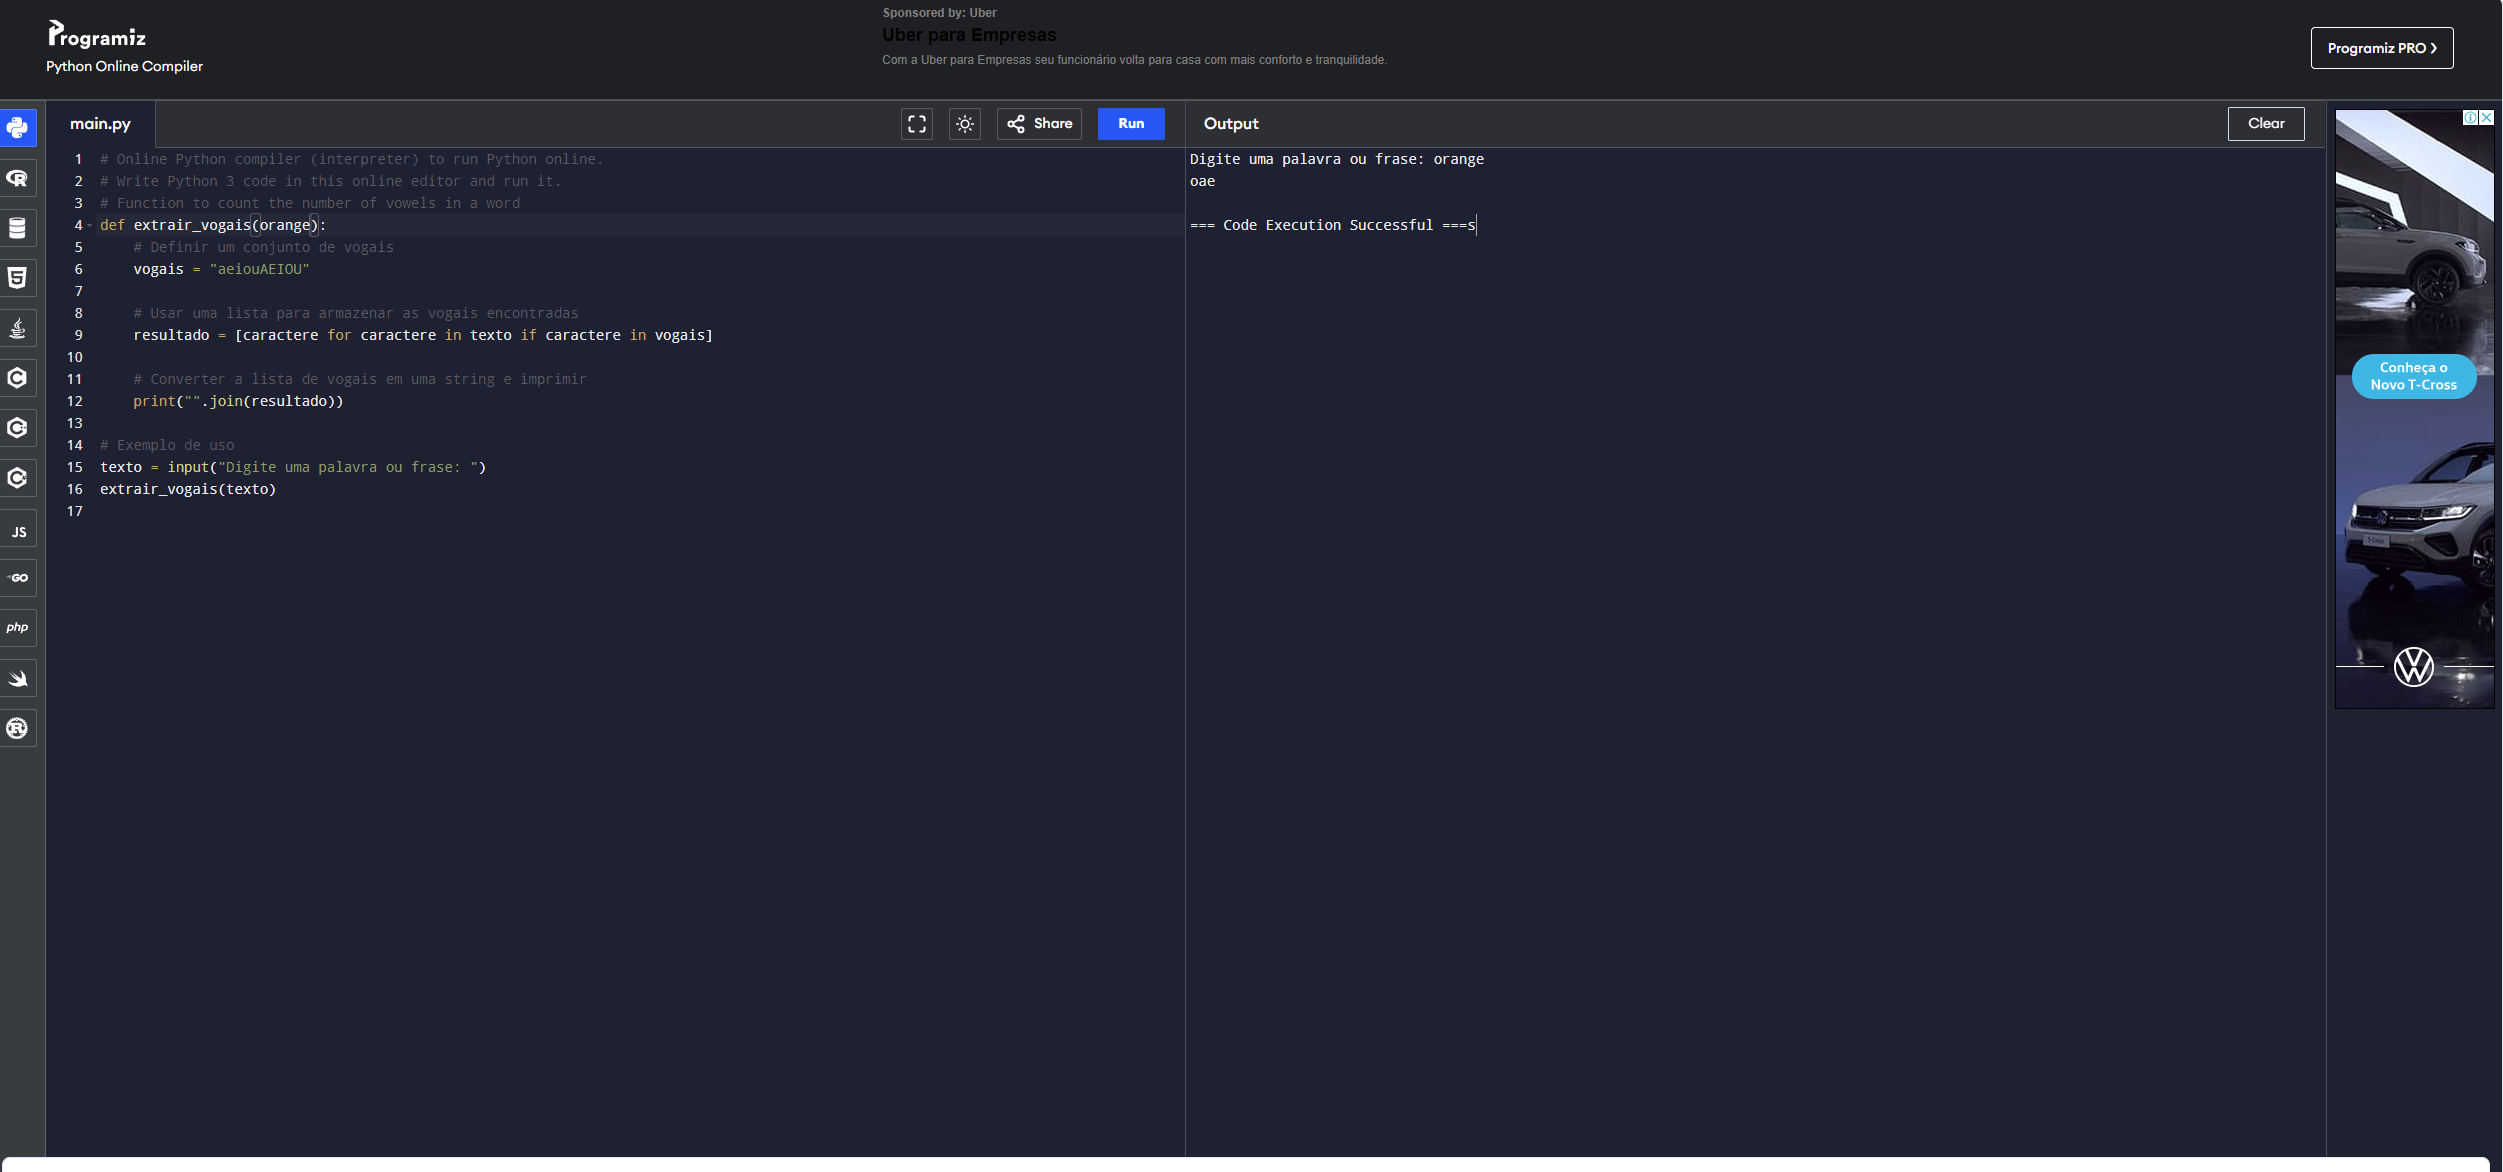 Programiz
Python Online Compiler
Sponsored by: Uber
Uber para Empresas
Com a Uber para Empresas seu funcionário volta para casa com mais conforto e tranquilidade.
Programiz PRO ❯
main.py
Share
Run
1 # Online Python compiler (interpreter) to run Python online.
2 # Write Python 3 code in this online editor and run it.
3 # Function to count the number of vowels in a word
4 def extrair_vogais(orange):
5     # Definir um conjunto de vogais
6     vogais = "aeiouAEIOU"
7
8     # Usar uma lista para armazenar as vogais encontradas
9     resultado = [caractere for caractere in texto if caractere in vogais]
10
11     # Converter a lista de vogais em uma string e imprimir
12     print("".join(resultado))
13
14 # Exemplo de uso
15 texto = input("Digite uma palavra ou frase: ")
16 extrair_vogais(texto)
17
Output
Clear
Digite uma palavra ou frase: orange
oae
=== Code Execution Successful ===s
R
5
C
C
C
JS
GO
php
R
Conheça o
Novo T-Cross
T-Cross